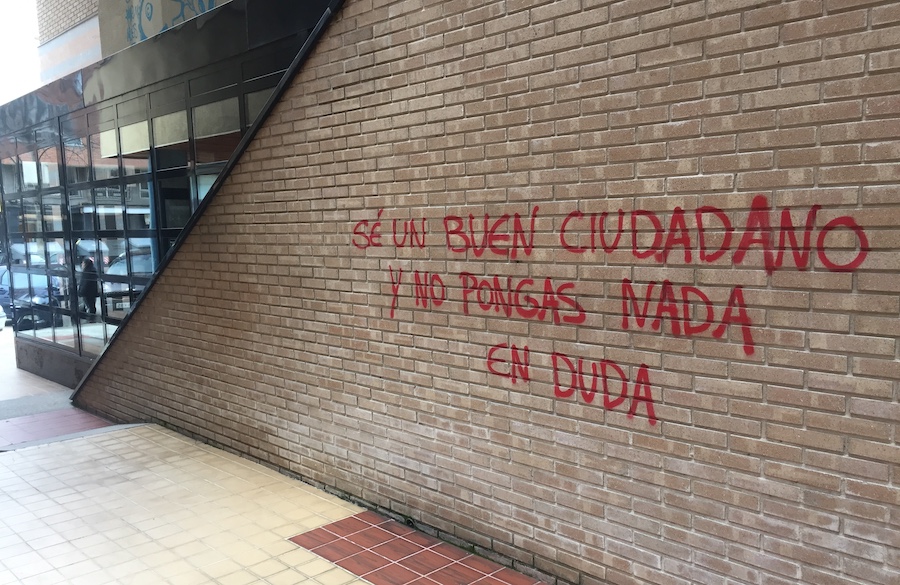 SÉ UN BUEN CIUDADANO
Y NO PONGAS NADA
EN DUDA